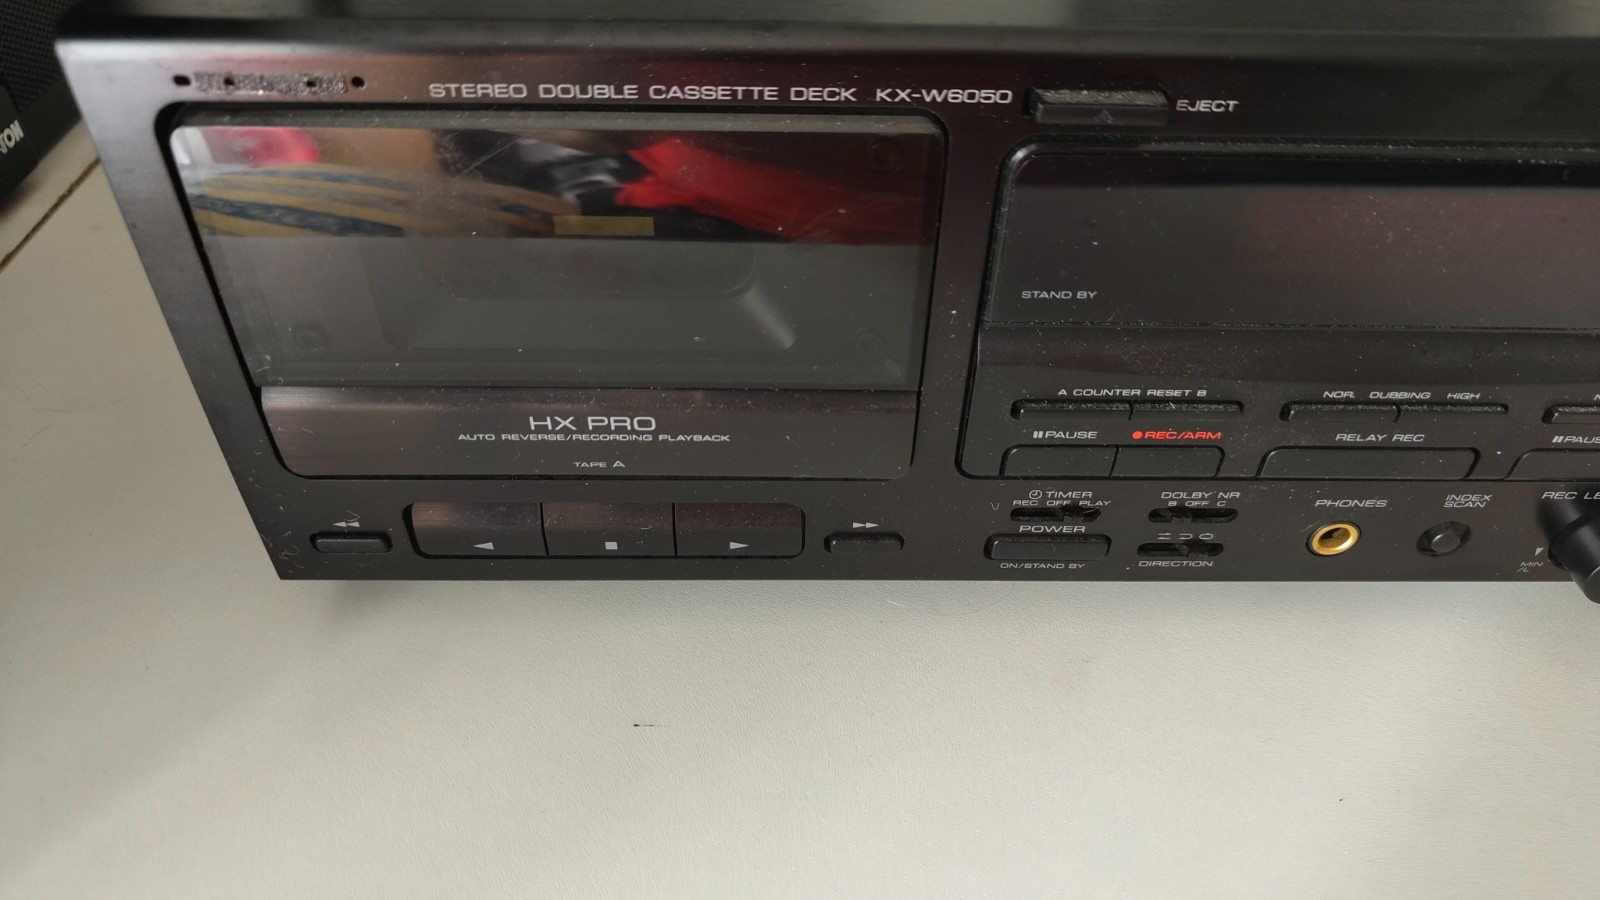 STEREO DOUBLE CASSETTE DECK KX-W6050
EJECT
STAND BY
HX PRO
AUTO REVERSE/RECORDING PLAYBACK
TAPE A
A COUNTER RESET B
NOR. DUBBING HIGH
PAUSE
REC/ARM
RELAY REC
TIMER
REC OFF PLAY
POWER
ON/STAND BY
DOLBY NR
B OFF C
DIRECTION
PHONES
INDEX
SCAN
MIN